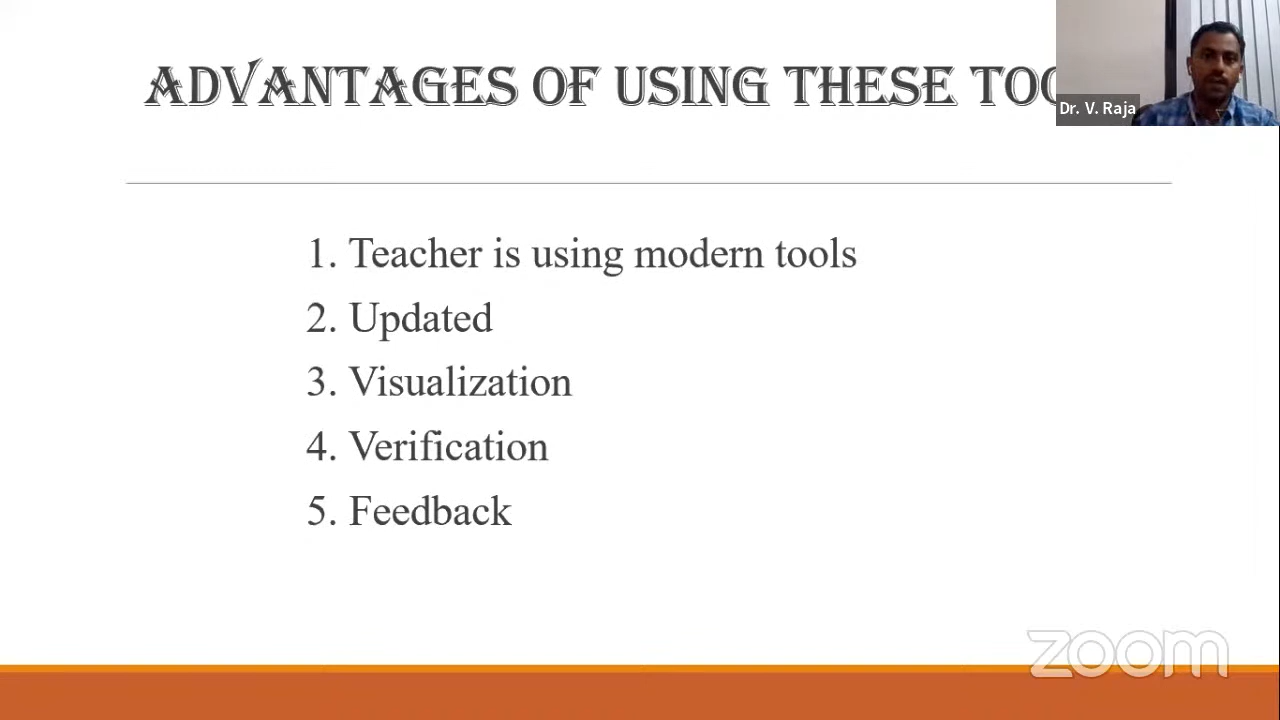 ADVANTAGES OF USING THESE
Dr. V. Raja
1. Teacher is using modern tools
2. Updated
3. Visualization
4. Verification
5. Feedback
zoom